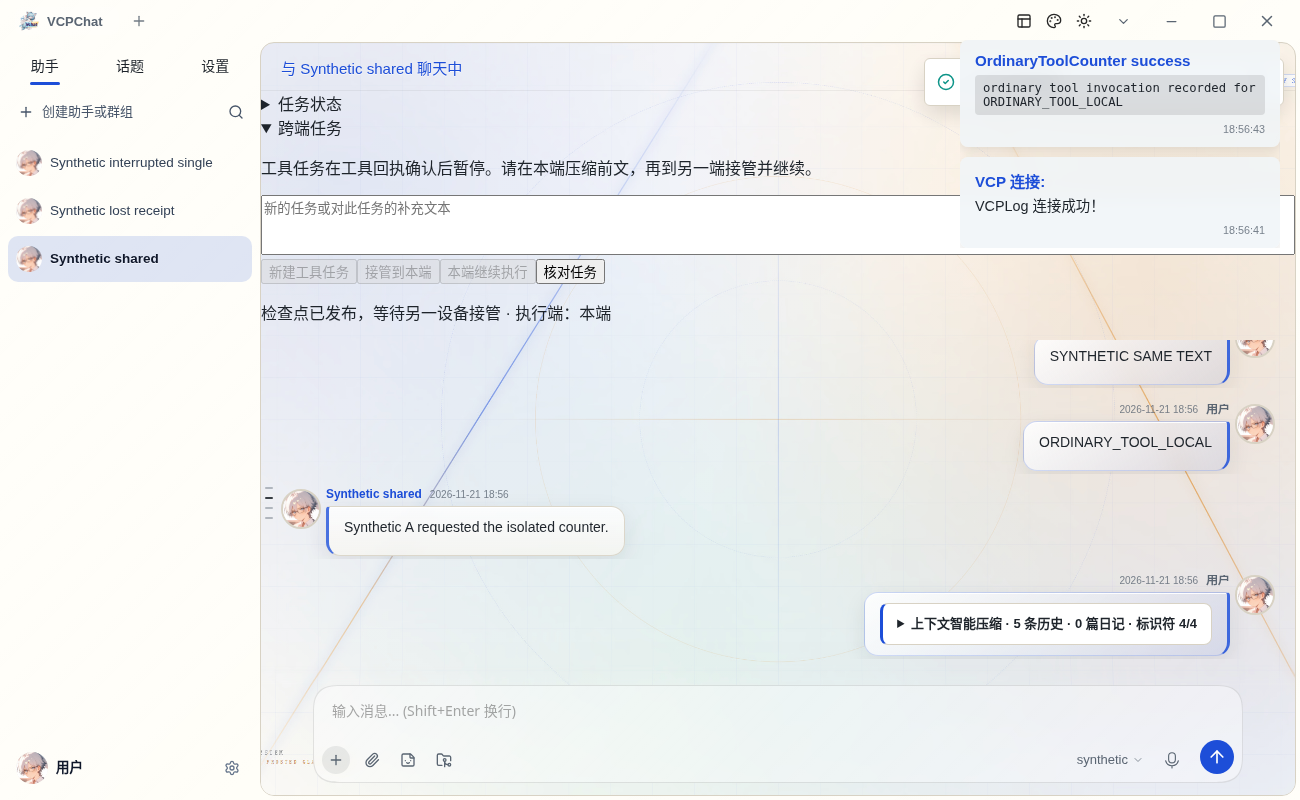 VCPChat
助手
话题
设置
创建助手或群组
Synthetic interrupted single
Synthetic lost receipt
Synthetic shared
用户
与 Synthetic shared 聊天中
任务状态
跨端任务
工具任务在工具回执确认后暂停。请在本端压缩前文，再到另一端接管并继续。
新的任务或对此任务的补充文本
新建工具任务
接管到本端
本端继续执行
核对任务
检查点已发布，等待另一设备接管 · 执行端：本端
OrdinaryToolCounter success
ordinary tool invocation recorded for
ORDINARY_TOOL_LOCAL
18:56:43
VCP 连接:
VCPLog 连接成功！
18:56:41
SYNTHETIC SAME TEXT
2026-11-21 18:56 用户
ORDINARY_TOOL_LOCAL
Synthetic shared 2026-11-21 18:56
Synthetic A requested the isolated counter.
2026-11-21 18:56 用户
上下文智能压缩 · 5 条历史 · 0 篇日记 · 标识符 4/4
输入消息... (Shift+Enter 换行)
synthetic